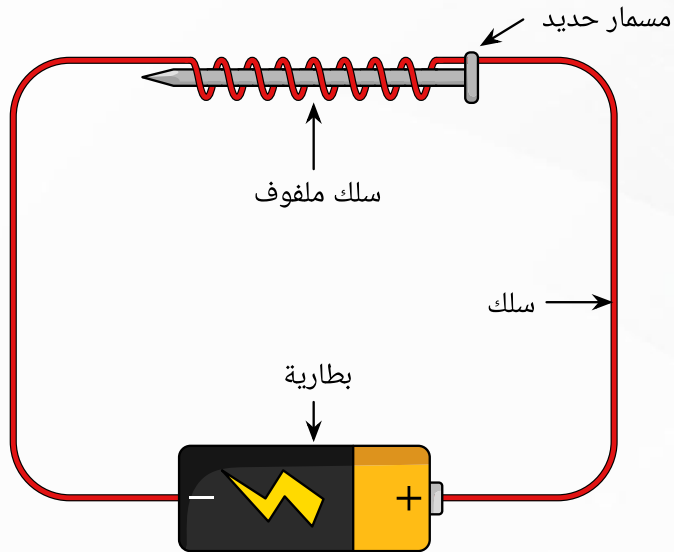 مسمار حديد
سلك ملفوف
سلك
بطارية
− +